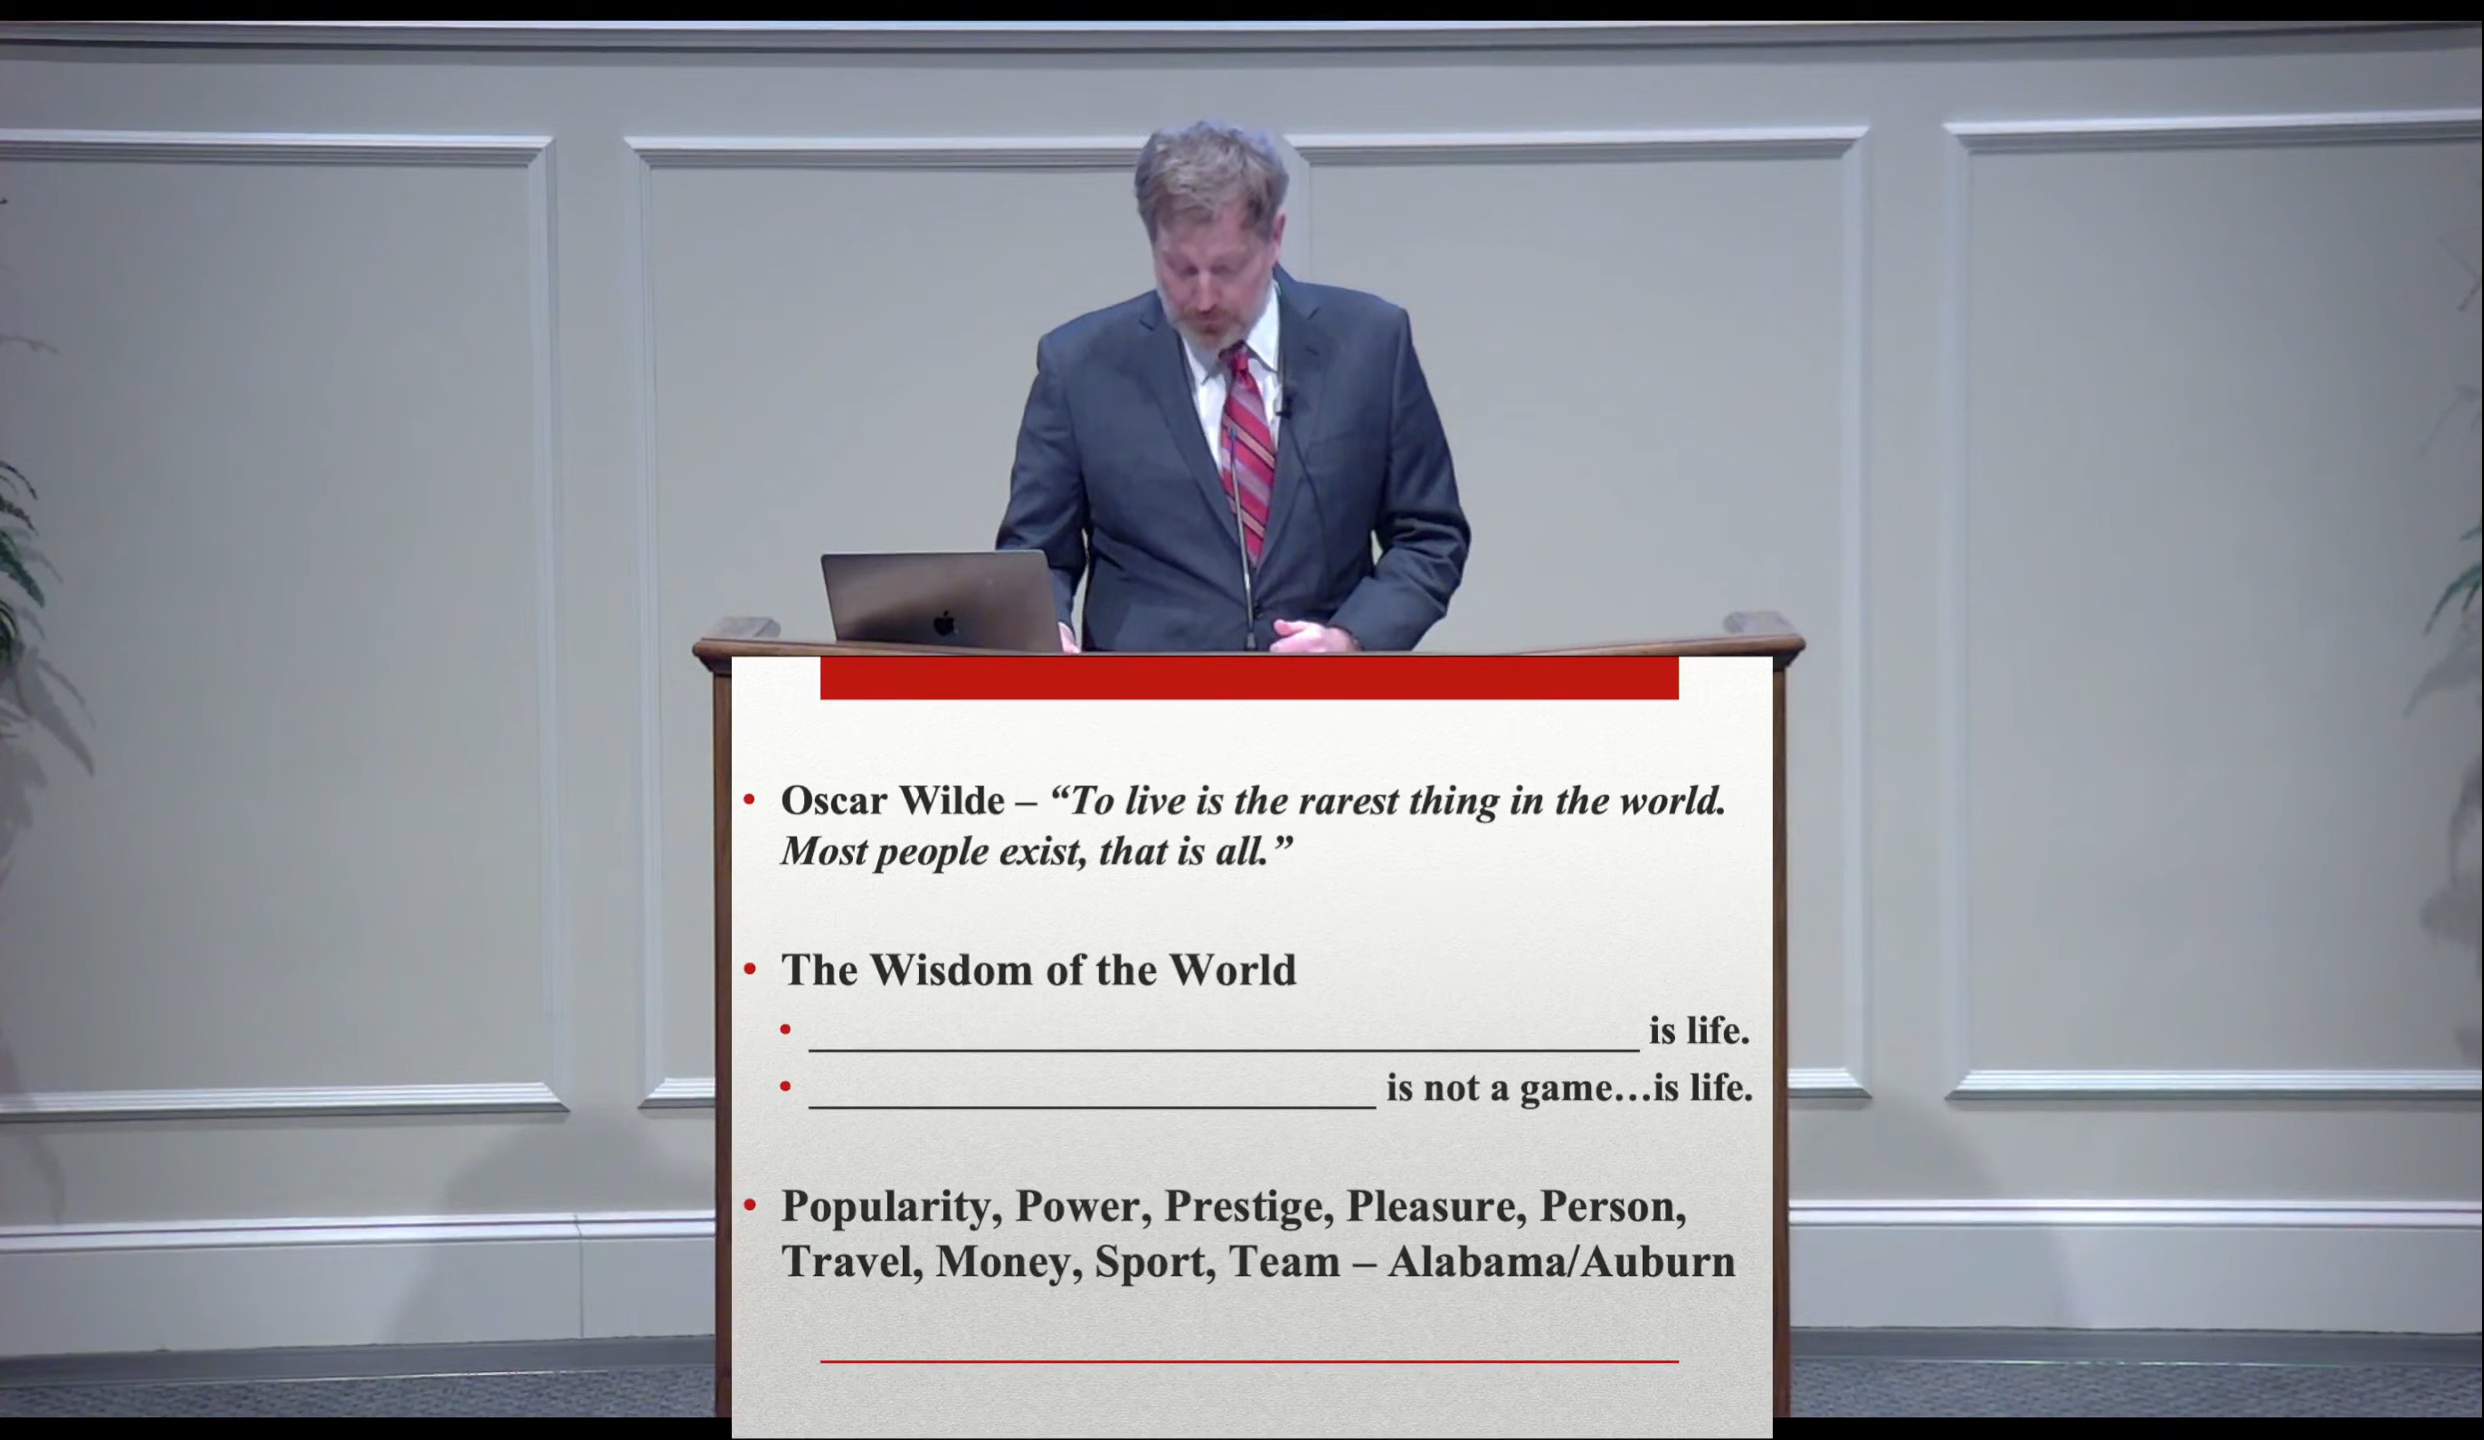 • Oscar Wilde – “To live is the rarest thing in the world.
Most people exist, that is all.”
• The Wisdom of the World
• ______________________________________ is life.
• __________________________ is not a game…is life.
• Popularity, Power, Prestige, Pleasure, Person,
Travel, Money, Sport, Team – Alabama/Auburn